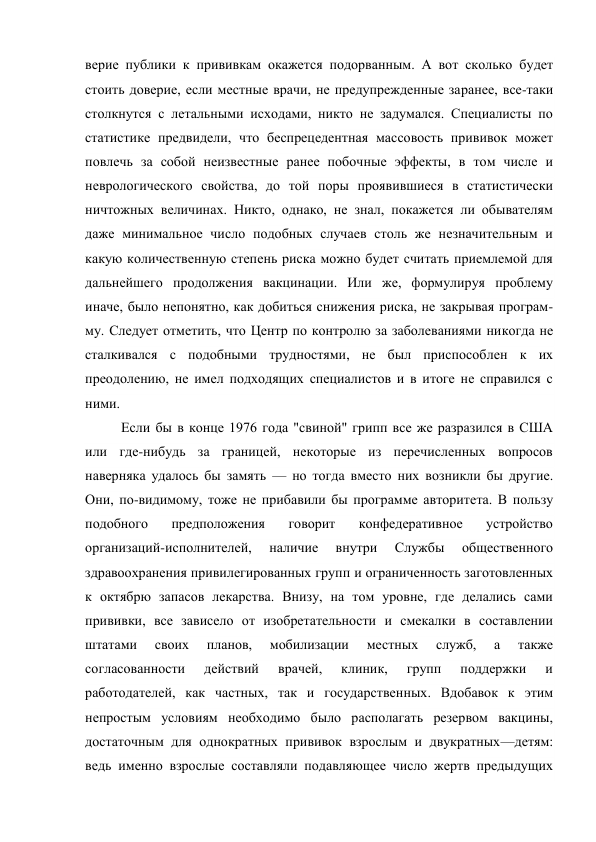 верие публики к прививкам окажется подорванным. А вот сколько будет
стоить доверие, если местные врачи, не предупрежденные заранее, все-таки
столкнутся с летальными исходами, никто не задумался. Специалисты по
статистике предвидели, что беспрецедентная массовость прививок может
повлечь за собой неизвестные ранее побочные эффекты, в том числе и
неврологического свойства, до той поры проявившиеся в статистически
ничтожных величинах. Никто, однако, не знал, покажется ли обывателям
даже минимальное число подобных случаев столь же незначительным и
какую количественную степень риска можно будет считать приемлемой для
дальнейшего продолжения вакцинации. Или же, формулируя проблему
иначе, было непонятно, как добиться снижения риска, не закрывая програм-
му. Следует отметить, что Центр по контролю за заболеваниями никогда не
сталкивался с подобными трудностями, не был приспособлен к их
преодолению, не имел подходящих специалистов и в итоге не справился с
ними.
Если бы в конце 1976 года "свиной" грипп все же разразился в США
или где-нибудь за границей, некоторые из перечисленных вопросов
наверняка удалось бы замять — но тогда вместо них возникли бы другие.
Они, по-видимому, тоже не прибавили бы программе авторитета. В пользу
подобного предположения говорит конфедеративное устройство
организаций-исполнителей, наличие внутри Службы общественного
здравоохранения привилегированных групп и ограниченность заготовленных
к октябрю запасов лекарства. Внизу, на том уровне, где делались сами
прививки, все зависело от изобретательности и смекалки в составлении
штатами своих планов, мобилизации местных служб, а также
согласованности действий врачей, клиник, групп поддержки и
работодателей, как частных, так и государственных. Вдобавок к этим
непростым условиям необходимо было располагать резервом вакцины,
достаточным для однократных прививок взрослым и двукратных—детям:
ведь именно взрослые составляли подавляющее число жертв предыдущих